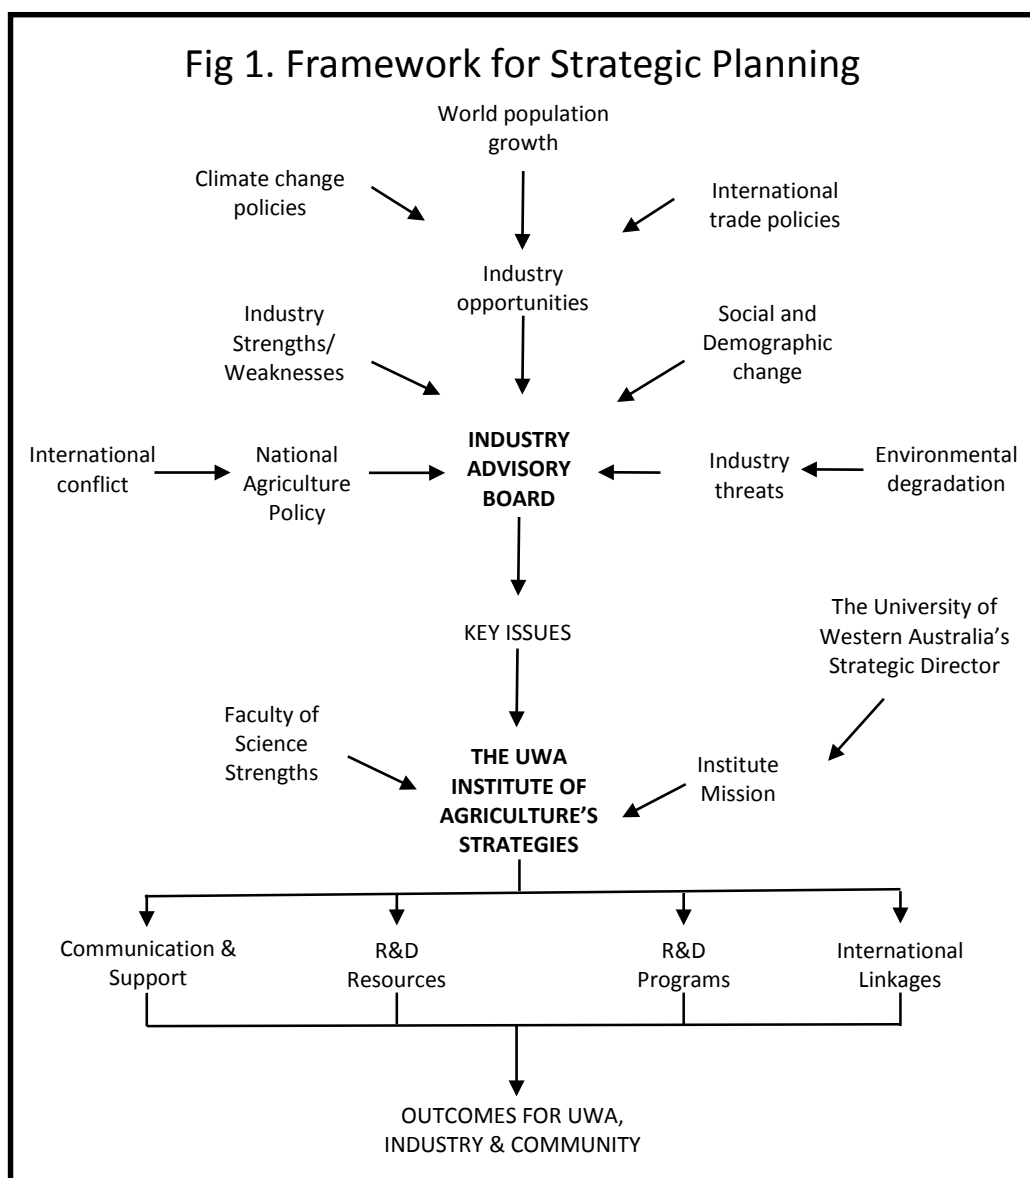 Fig 1. Framework for Strategic Planning
World population
growth
Climate change
policies
International
trade policies
Industry
opportunities
Industry
Strengths/
Weaknesses
Social and
Demographic
change
International
conflict
National
Agriculture
Policy
INDUSTRY
ADVISORY
BOARD
Industry
threats
Environmental
degradation
KEY ISSUES
The University of
Western Australia’s
Strategic Director
Faculty of
Science
Strengths
THE UWA
INSTITUTE OF
AGRICULTURE’S
STRATEGIES
Institute
Mission
Communication &
Support
R&D
Resources
R&D
Programs
International
Linkages
OUTCOMES FOR UWA,
INDUSTRY & COMMUNITY